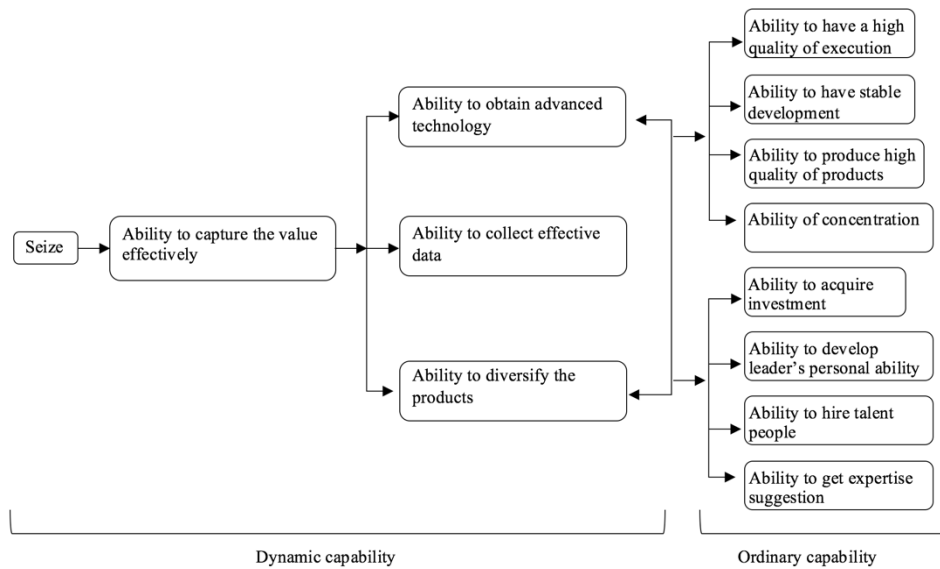 Seize
Ability to capture the value
effectively
Ability to obtain advanced
technology
Ability to collect effective
data
Ability to diversify the
products
Ability to have a high
quality of execution
Ability to have stable
development
Ability to produce high
quality of products
Ability of concentration
Ability to acquire
investment
Ability to develop
leader's personal ability
Ability to hire talent
people
Ability to get expertise
suggestion
Dynamic capability
Ordinary capability